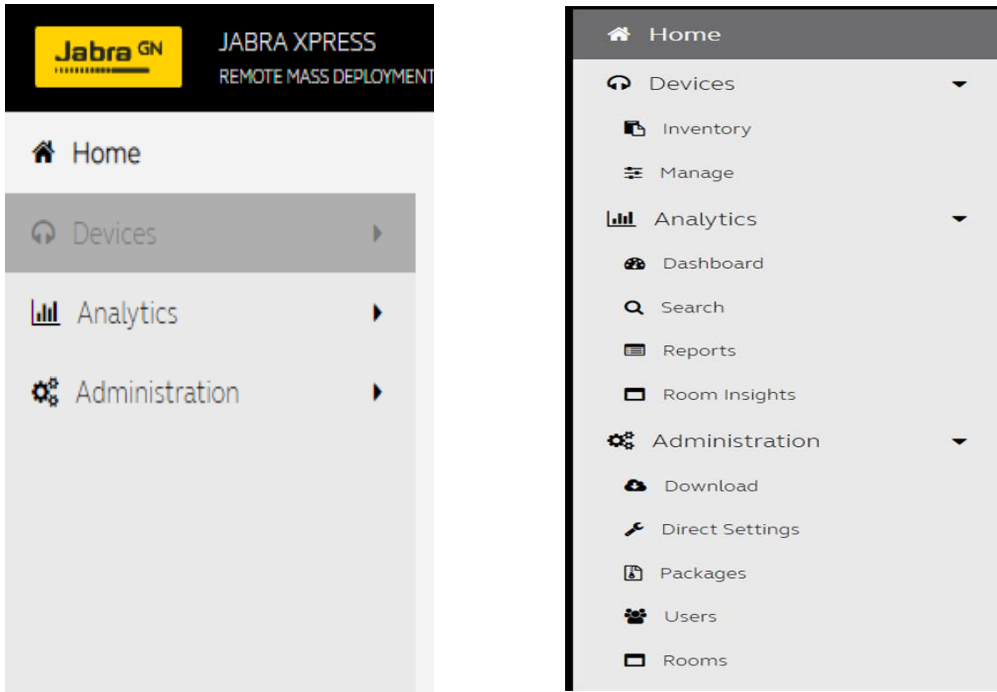 Jabra GN
JABRA XPRESS
REMOTE MASS DEPLOYMENT
Home
Devices
Analytics
Administration
Home
Devices
Inventory
Manage
Analytics
Dashboard
Search
Reports
Room Insights
Administration
Download
Direct Settings
Packages
Users
Rooms